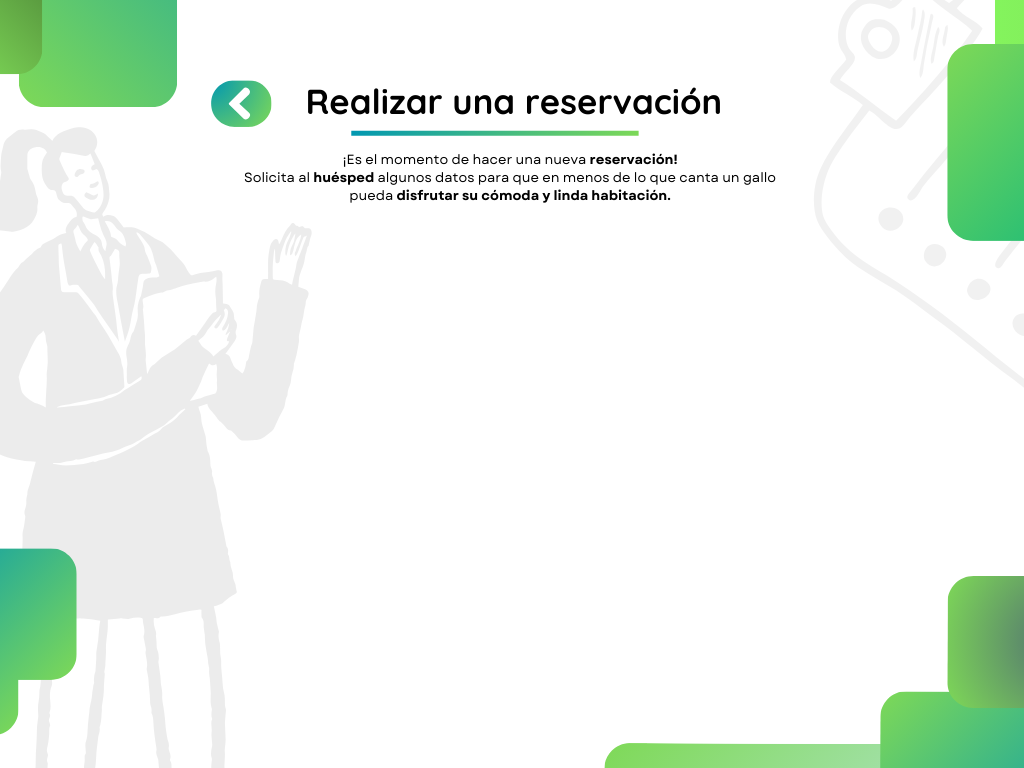 Realizar una reservación
¡Es el momento de hacer una nueva reservación!
Solicita al huésped algunos datos para que en menos de lo que canta un gallo
pueda disfrutar su cómoda y linda habitación.